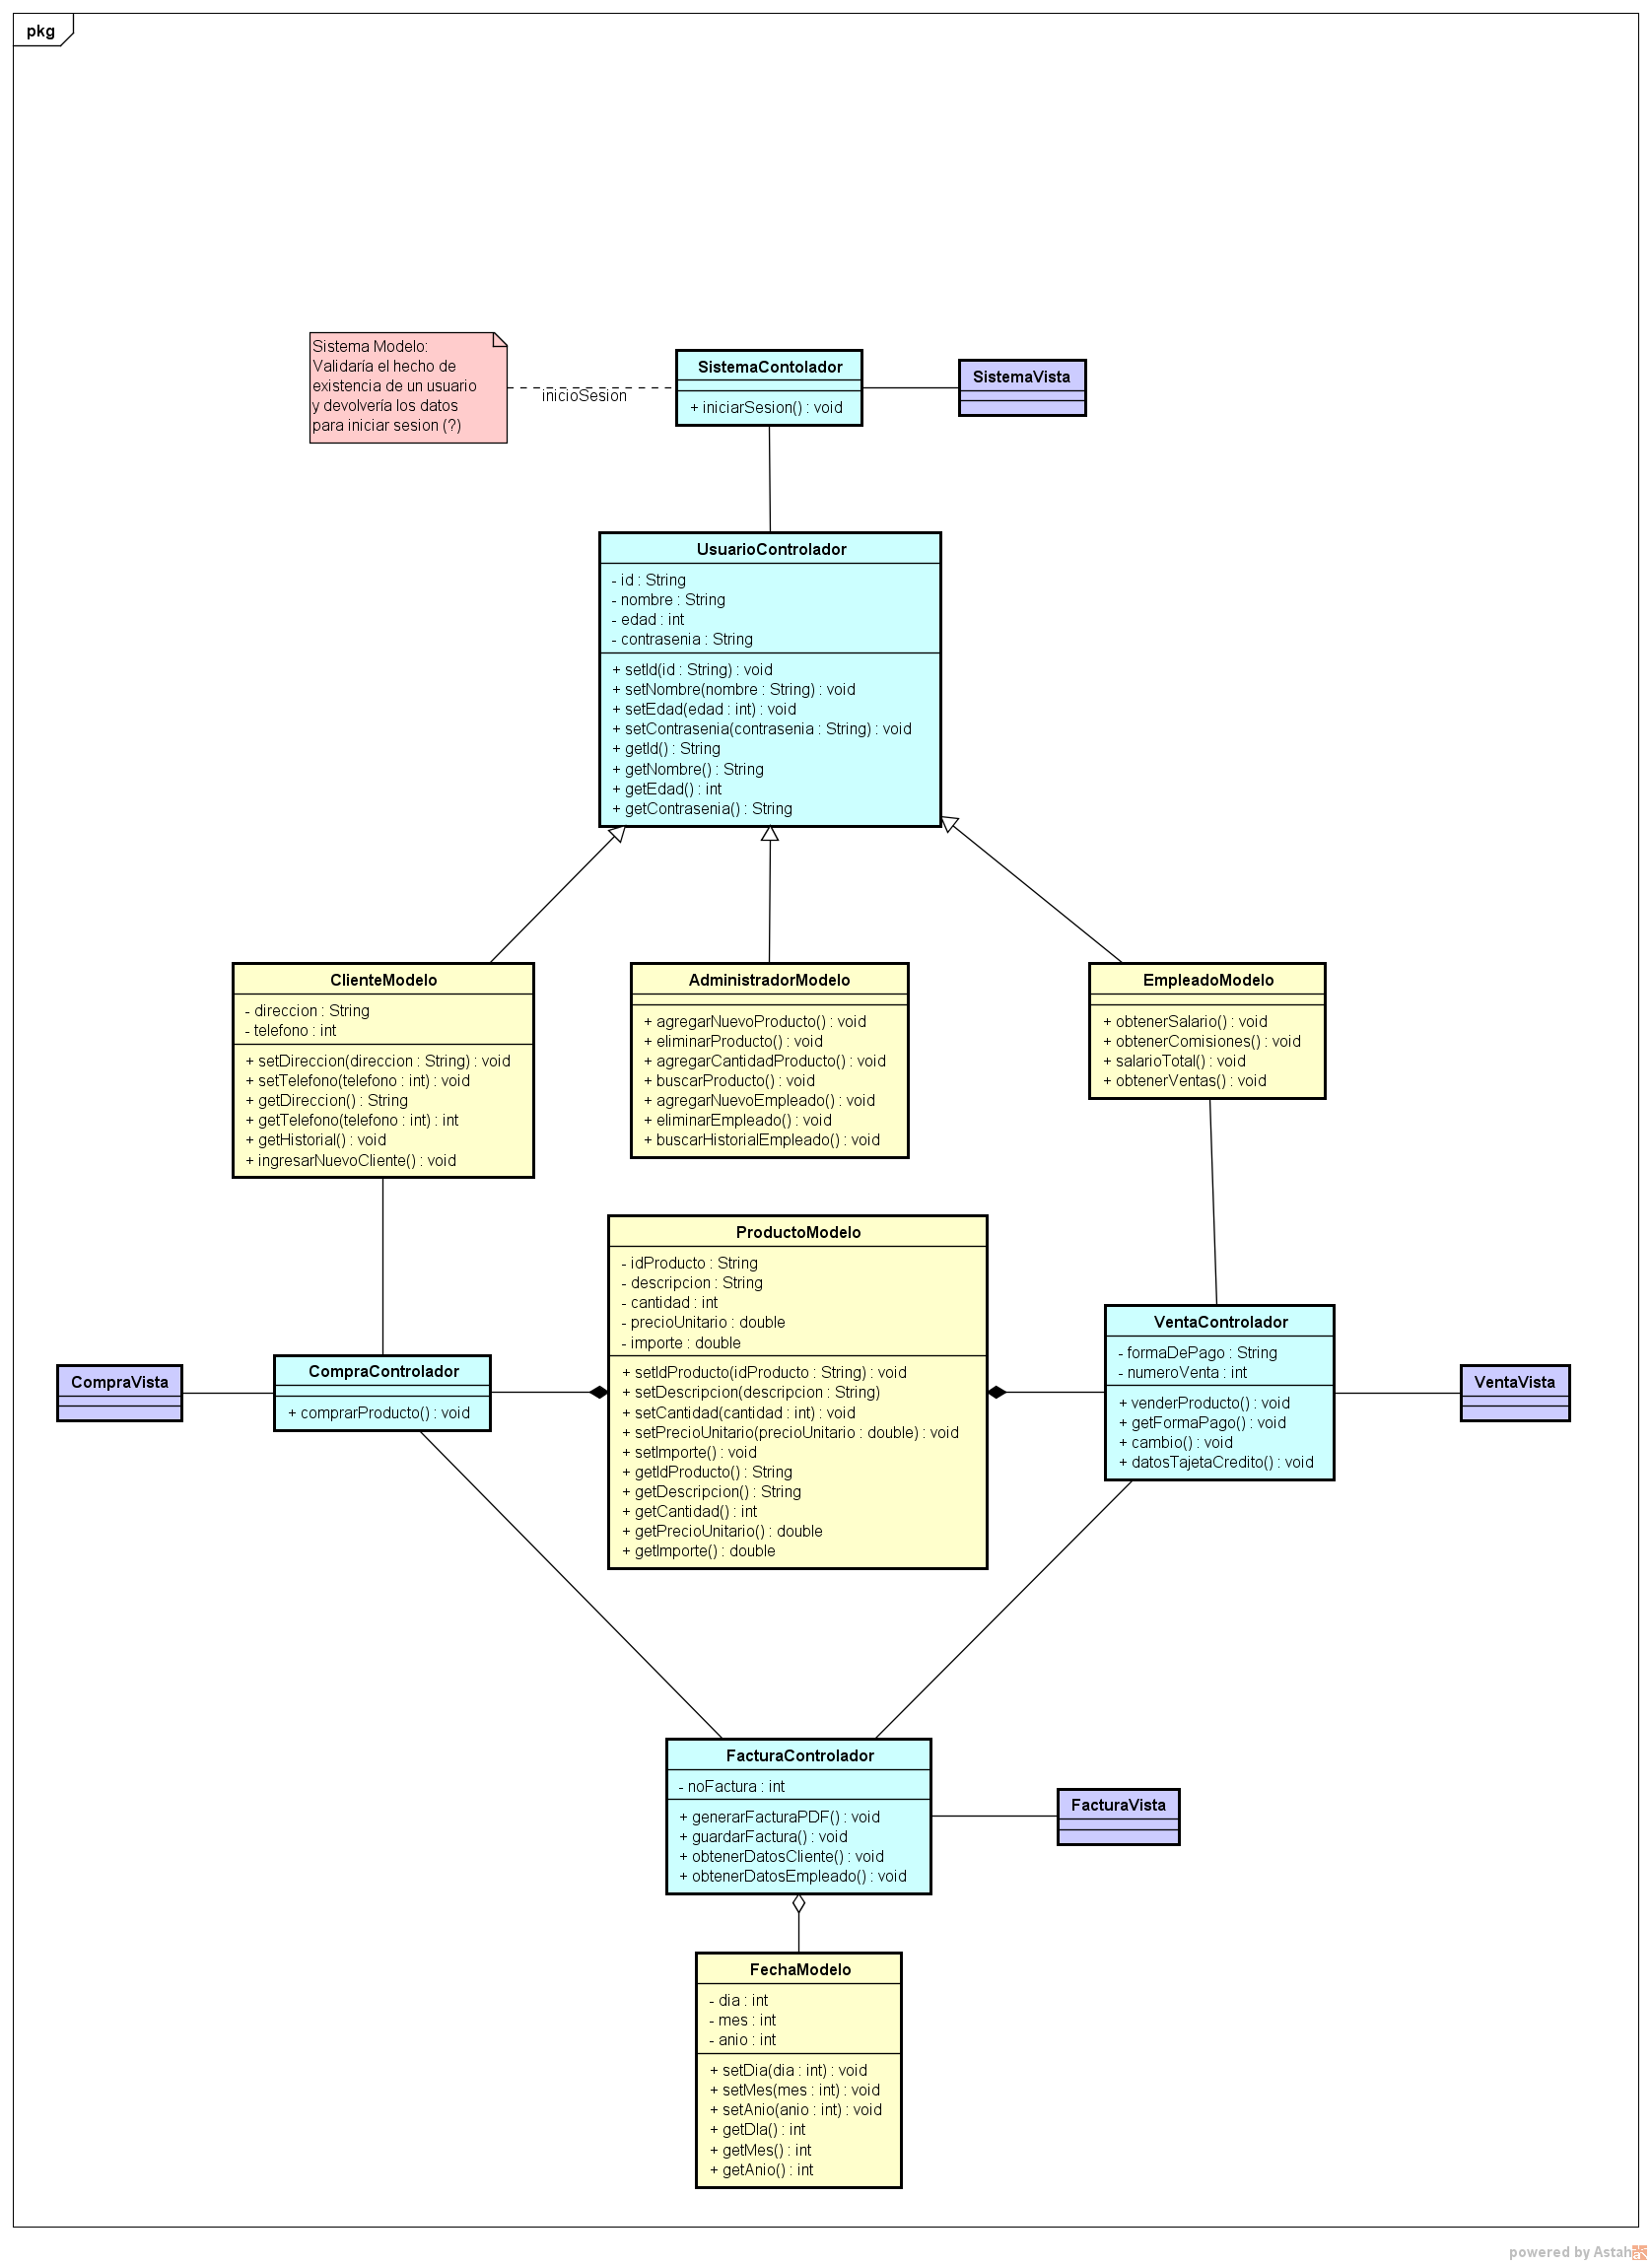 pkg
Sistema Modelo:
Validaría el hecho de
existencia de un usuario
y devolvería los datos
para iniciar sesion (?)
inicioSesion
SistemaContolador
+ iniciarSesion() : void
SistemaVista
UsuarioControlador
- id : String
- nombre : String
- edad : int
- contrasenia : String
+ setId(id : String) : void
+ setNombre(nombre : String) : void
+ setEdad(edad : int) : void
+ setContrasenia(contrasenia : String) : void
+ getId() : String
+ getNombre() : String
+ getEdad() : int
+ getContrasenia() : String
ClienteModelo
- direccion : String
- telefono : int
+ setDireccion(direccion : String) : void
+ setTelefono(telefono : int) : void
+ getDireccion() : String
+ getTelefono(telefono : int) : int
+ getHistorial() : void
+ ingresarNuevoCliente() : void
AdministradorModelo
+ agregarNuevoProducto() : void
+ eliminarProducto() : void
+ agregarCantidadProducto() : void
+ buscarProducto() : void
+ agregarNuevoEmpleado() : void
+ eliminarEmpleado() : void
+ buscarHistorialEmpleado() : void
EmpleadoModelo
+ obtenerSalario() : void
+ obtenerComisiones() : void
+ salarioTotal() : void
+ obtenerVentas() : void
ProductoModelo
- idProducto : String
- descripcion : String
- cantidad : int
- precioUnitario : double
- importe : double
+ setIdProducto(idProducto : String) : void
+ setDescripcion(descripcion : String)
+ setCantidad(cantidad : int) : void
+ setPrecioUnitario(precioUnitario : double) : void
+ setImporte() : void
+ getIdProducto() : String
+ getDescripcion() : String
+ getCantidad() : int
+ getPrecioUnitario() : double
+ getImporte() : double
CompraVista
CompraControlador
+ comprarProducto() : void
VentaControlador
- formaDePago : String
- numeroVenta : int
+ venderProducto() : void
+ getFormaPago() : void
+ cambio() : void
+ datosTajetaCredito() : void
VentaVista
FacturaControlador
- noFactura : int
+ generarFacturaPDF() : void
+ guardarFactura() : void
+ obtenerDatosCliente() : void
+ obtenerDatosEmpleado() : void
FacturaVista
FechaModelo
- dia : int
- mes : int
- anio : int
+ setDia(dia : int) : void
+ setMes(mes : int) : void
+ setAnio(anio : int) : void
+ getDIa() : int
+ getMes() : int
+ getAnio() : int
powered by Astah